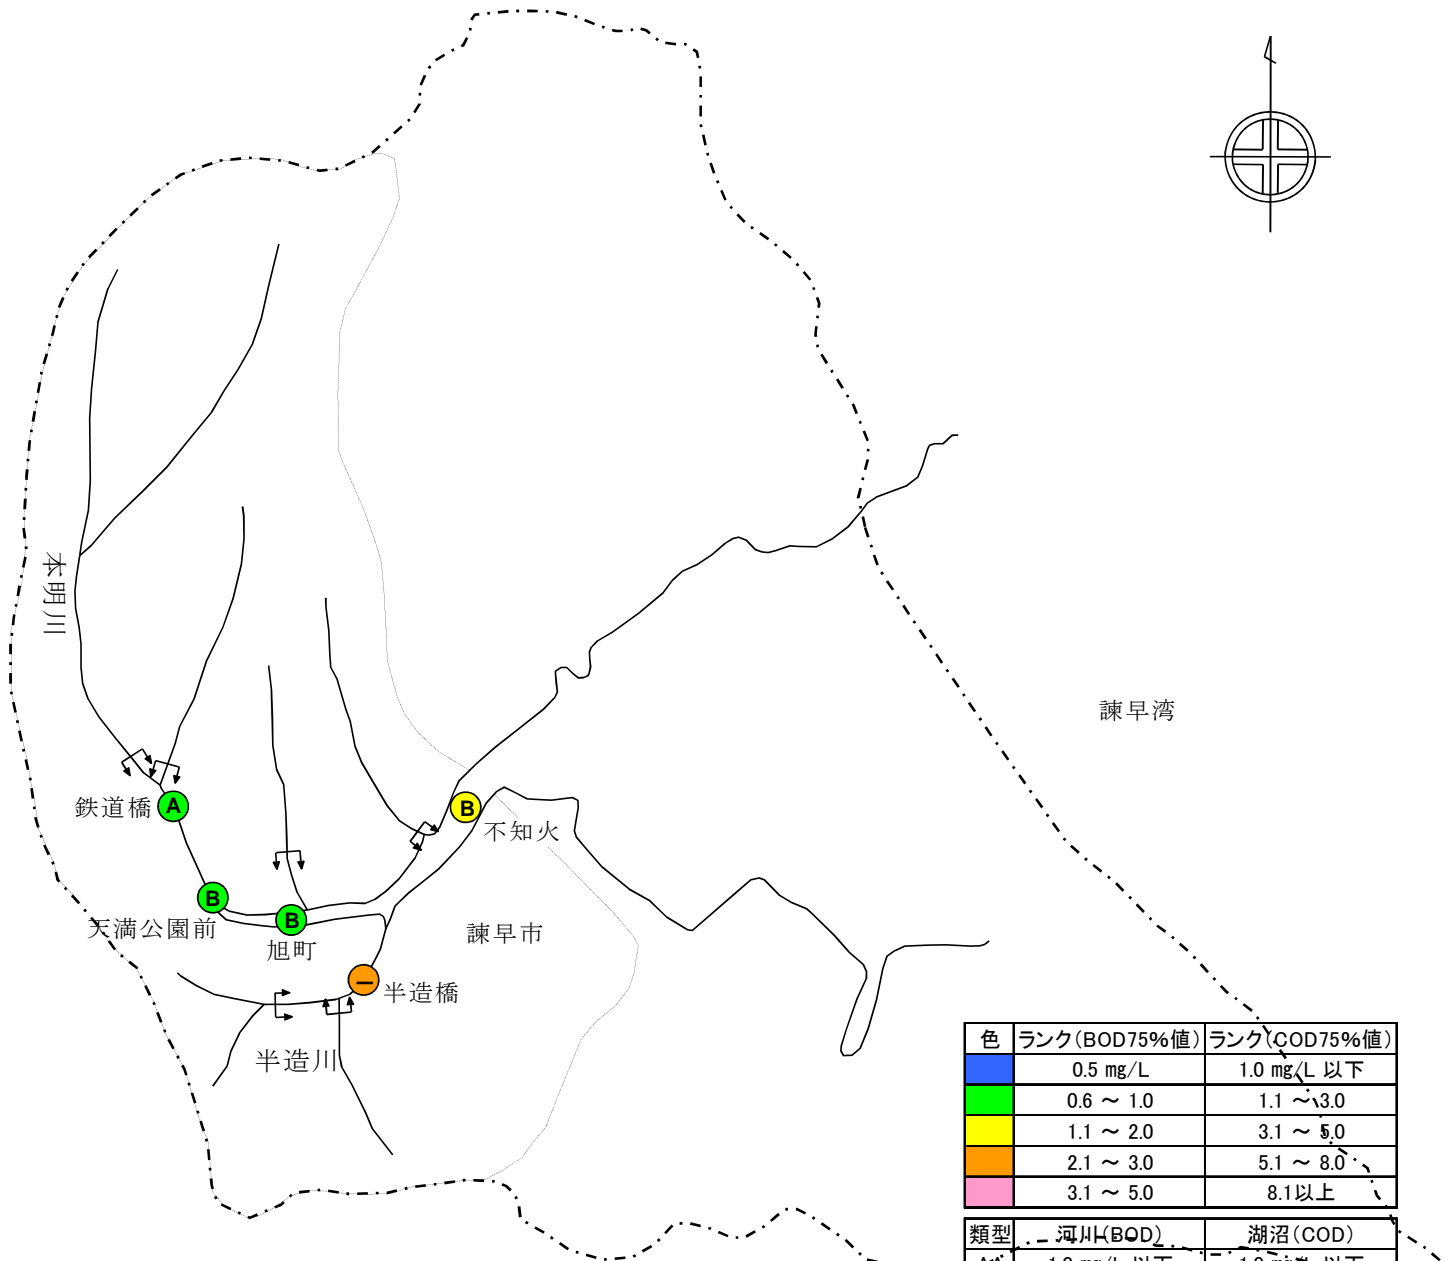 本明川
諫早湾
鉄道橋
A
B
不知火
B
天満公園前
B
旭町
諫早市
半造橋
半造川
色 ランク(BOD75%値) ランク(COD75%値)
0.5 mg/L 1.0 mg/L 以下
0.6 ～ 1.0 1.1 ～ 3.0
1.1 ～ 2.0 3.1 ～ 5.0
2.1 ～ 3.0 5.1 ～ 8.0
3.1 ～ 5.0 8.1以上
類型 河川(BOD) 湖沼(COD)